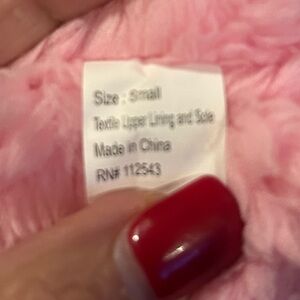 Size : Small
Textile Upper Lining and Sole
Made in China
RN# 112543